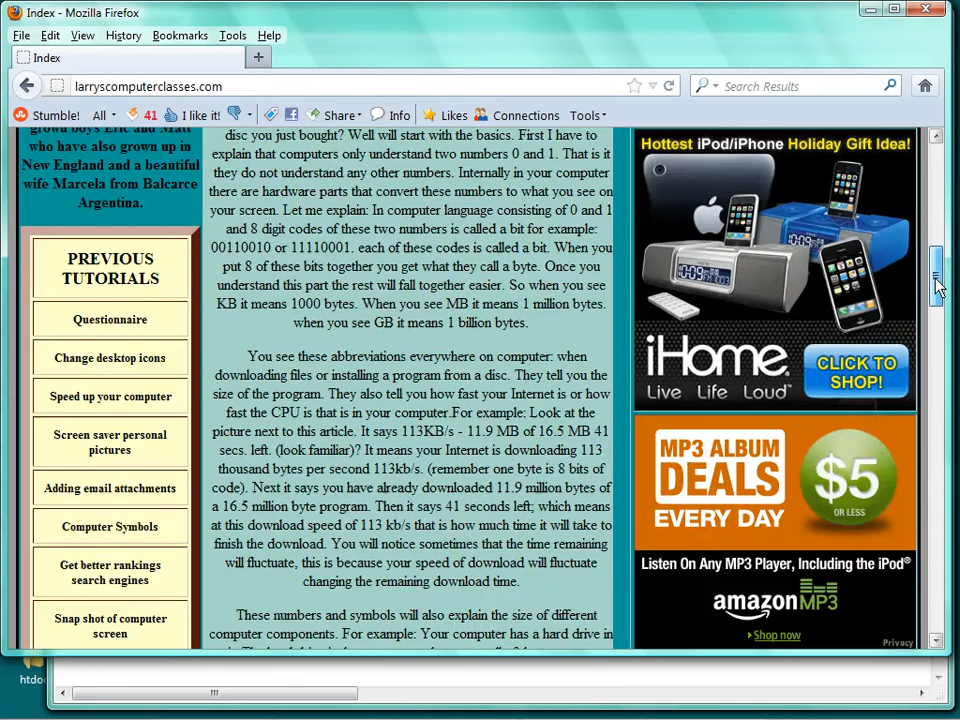 Index - Mozilla Firefox
File Edit View History Bookmarks Tools Help
Index
larryscomputerclasses.com
Search Results
Stumble! All 41 I like it! Share Info Likes Connections Tools
grown boys Eric and Matt
who have also grown up in
New England and a beautiful
wife Marcela from Balcarce
Argentina.
PREVIOUS
TUTORIALS
Questionnaire
Change desktop icons
Speed up your computer
Screen saver personal
pictures
Adding email attachments
Computer Symbols
Get better rankings
search engines
Snap shot of computer
screen
disc you just bought? Well will start with the basics. First I have to
explain that computers only understand two numbers 0 and 1. That is it
they do not understand any other numbers. Internally in your computer
there are hardware parts that convert these numbers to what you see on
your screen. Let me explain: In computer language consisting of 0 and 1
and 8 digit codes of these two numbers is called a bit for example:
00110010 or 11110001. each of these codes is called a bit. When you
put 8 of these bits together you get what they call a byte. Once you
understand this part the rest will fall together easier. So when you see
KB it means 1000 bytes. When you see MB it means 1 million bytes.
when you see GB it means 1 billion bytes.
You see these abbreviations everywhere on computer: when
downloading files or installing a program from a disc. They tell you the
size of the program. They also tell you how fast your Internet is or how
fast the CPU is that is in your computer.For example: Look at the
picture next to this article. It says 113KB/s - 11.9 MB of 16.5 MB 41
secs. left. (look familiar)? It means your Internet is downloading 113
thousand bytes per second 113kb/s. (remember one byte is 8 bits of
code). Next it says you have already downloaded 11.9 million bytes of
a 16.5 million byte program. Then it says 41 seconds left; which means
at this download speed of 113 kb/s that is how much time it will take to
finish the download. You will notice sometimes that the time remaining
will fluctuate, this is because your speed of download will fluctuate
changing the remaining download time.
These numbers and symbols will also explain the size of different
computer components. For example: Your computer has a hard drive in
Hottest iPod/iPhone Holiday Gift Idea!
iHome
Live Life Loud™
CLICK TO
SHOP!
MP3 ALBUM
DEALS
EVERY DAY
$5
OR LESS
Listen On Any MP3 Player, Including the iPod®
amazonMP3
Shop now
Privacy
htdoc